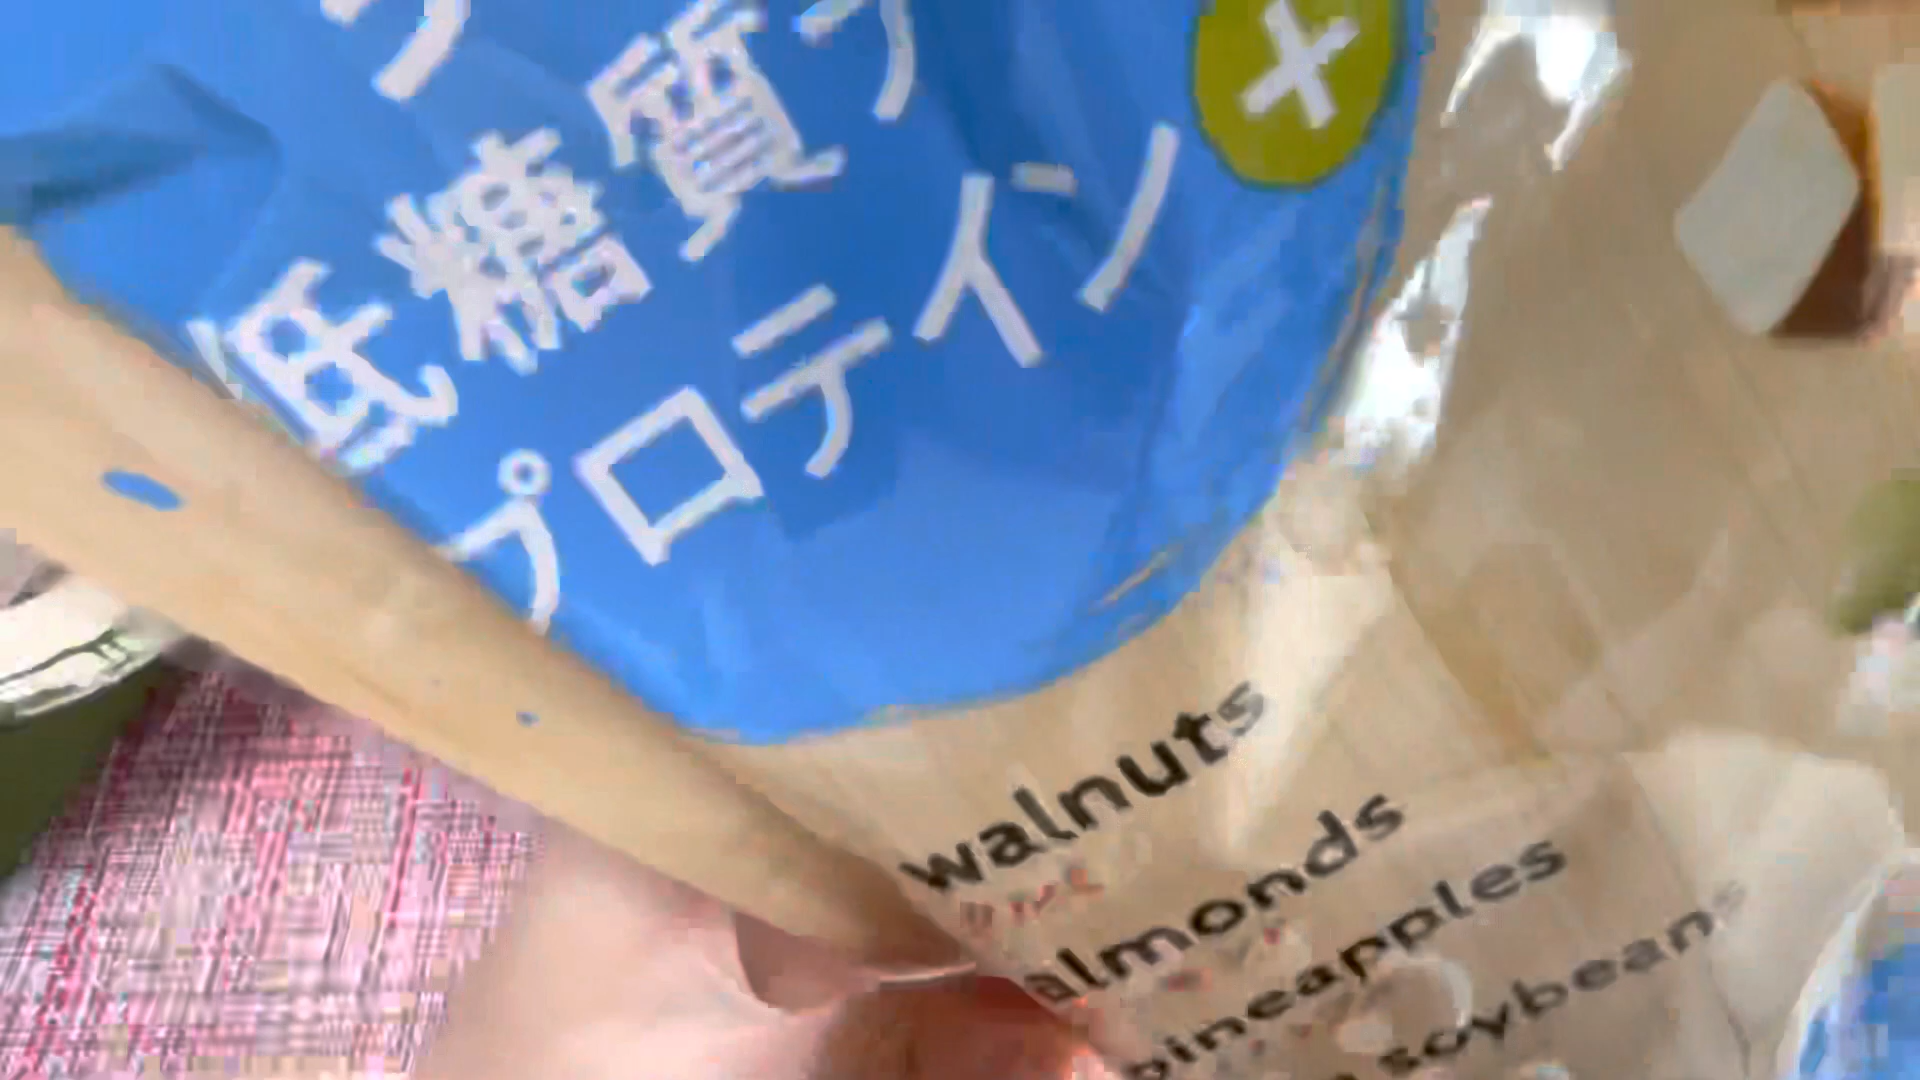 低糖質
プロテイン
×
walnuts
almonds
pineapples
soybeans